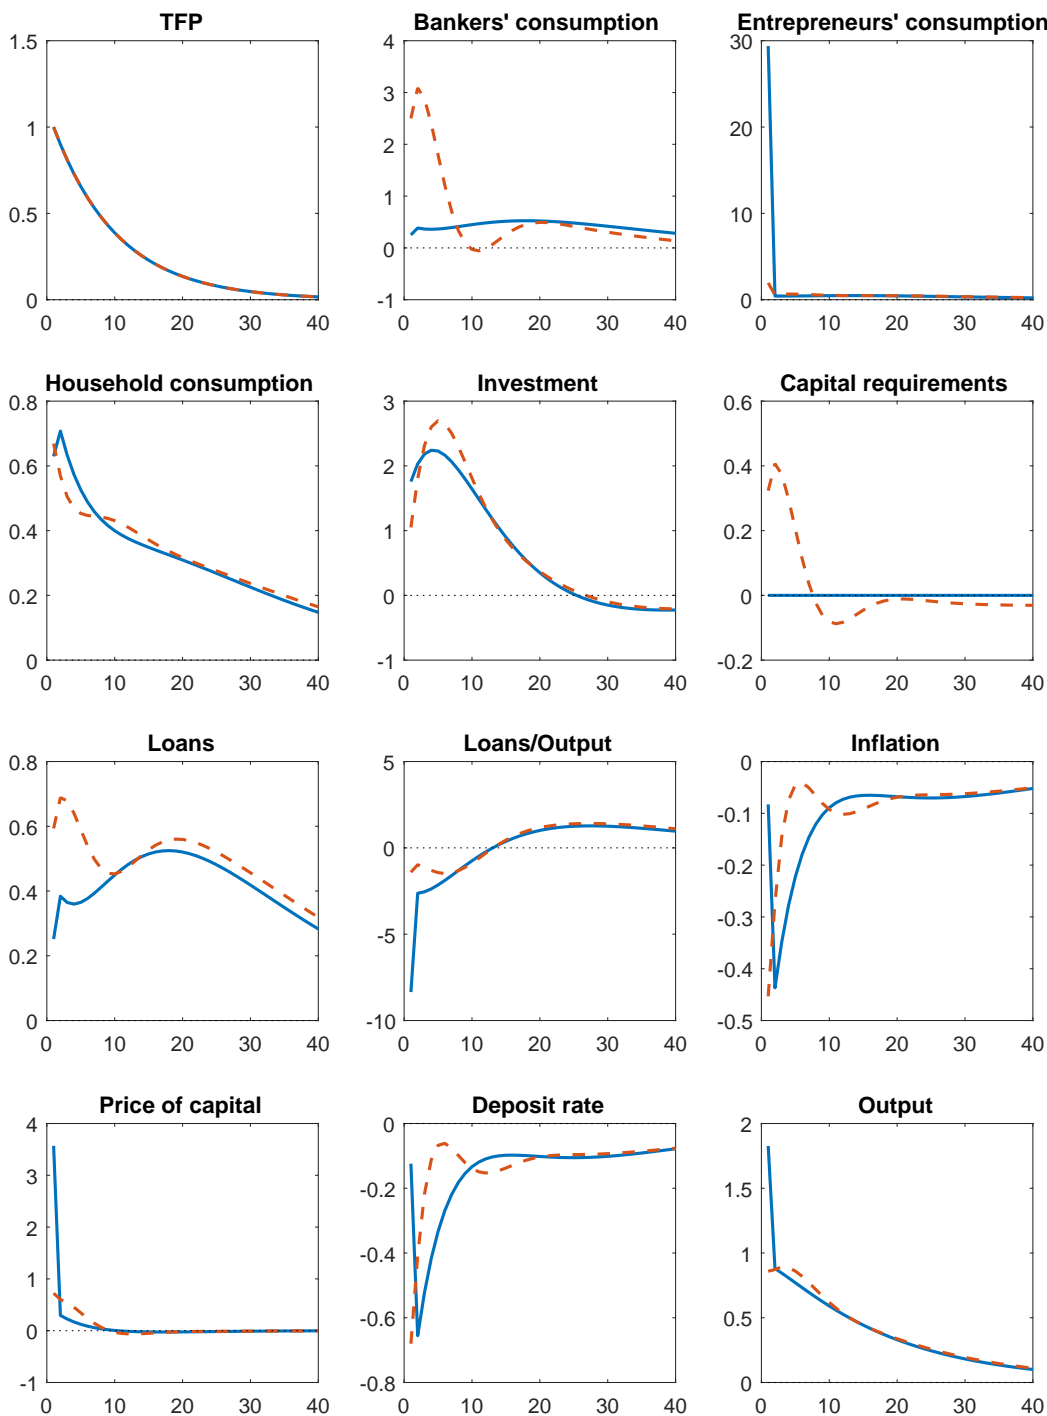 TFP
Bankers' consumption
Entrepreneurs' consumption
1.5
1
0.5
0
0 10 20 30 40
4
3
2
1
0
-1
0 10 20 30 40
30
20
10
0
0 10 20 30 40
Household consumption
Investment
Capital requirements
0.8
0.6
0.4
0.2
0
0 10 20 30 40
3
2
1
0
-1
0 10 20 30 40
0.6
0.4
0.2
0
-0.2
0 10 20 30 40
Loans
Loans/Output
Inflation
0.8
0.6
0.4
0.2
0
0 10 20 30 40
5
0
-5
-10
0 10 20 30 40
0
-0.1
-0.2
-0.3
-0.4
-0.5
0 10 20 30 40
Price of capital
Deposit rate
Output
4
3
2
1
0
-1
0 10 20 30 40
0
-0.2
-0.4
-0.6
-0.8
0 10 20 30 40
2
1.5
1
0.5
0
0 10 20 30 40